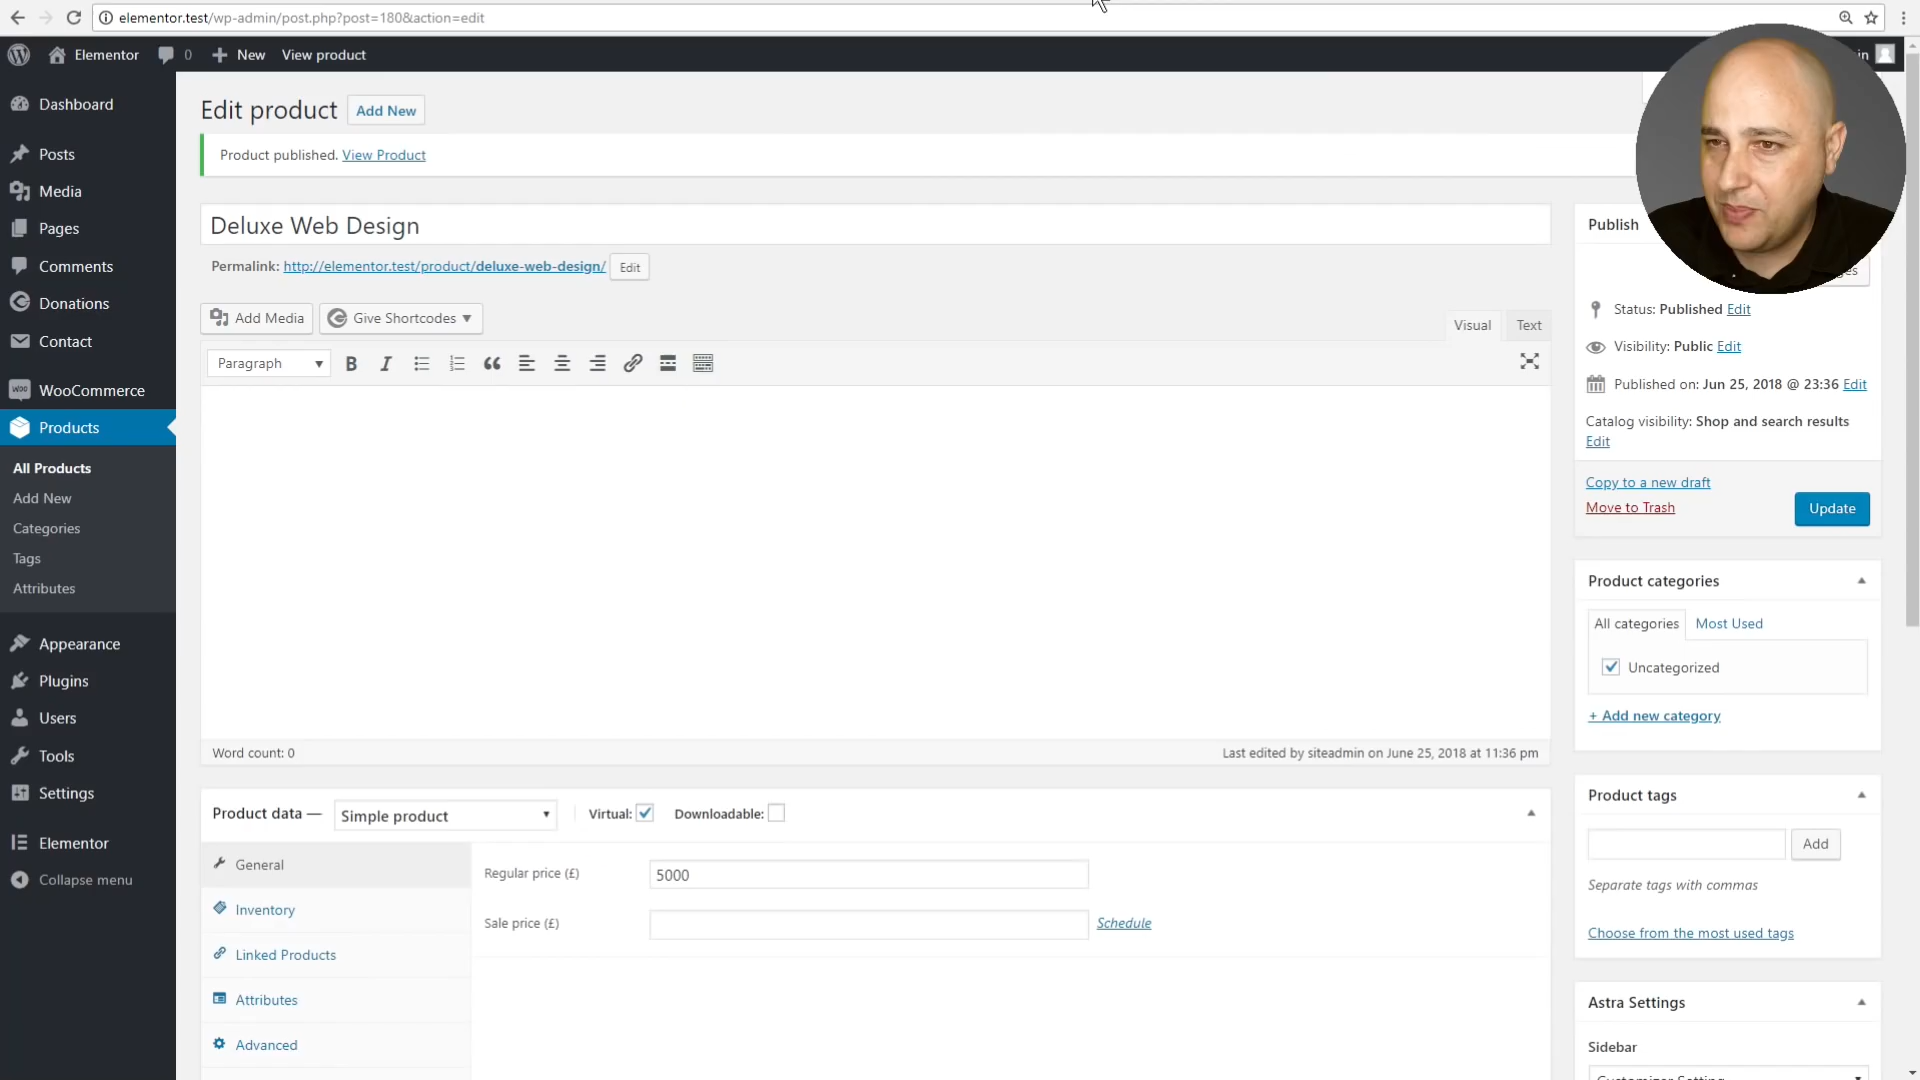 elementor.test/wp-admin/post.php?post=180&action=edit
Elementor
0
New
View product
in
Dashboard
Posts
Media
Pages
Comments
Donations
Contact
WooCommerce
Products
All Products
Add New
Categories
Tags
Attributes
Appearance
Plugins
Users
Tools
Settings
Elementor
Collapse menu
Edit product
Add New
Product published. View Product
Deluxe Web Design
Permalink: http://elementor.test/product/deluxe-web-design/ Edit
Add Media
Give Shortcodes
Visual
Text
Paragraph
B I
Word count: 0
Last edited by siteadmin on June 25, 2018 at 11:36 pm
Product data — Simple product
Virtual:
Downloadable:
General
Inventory
Linked Products
Attributes
Advanced
Regular price (£)
5000
Sale price (£)
Schedule
Publish
Status: Published Edit
Visibility: Public Edit
Published on: Jun 25, 2018 @ 23:36 Edit
Catalog visibility: Shop and search results
Edit
Copy to a new draft
Move to Trash
Update
Product categories
All categories
Most Used
Uncategorized
+ Add new category
Product tags
Add
Separate tags with commas
Choose from the most used tags
Astra Settings
Sidebar
Customizer Setting